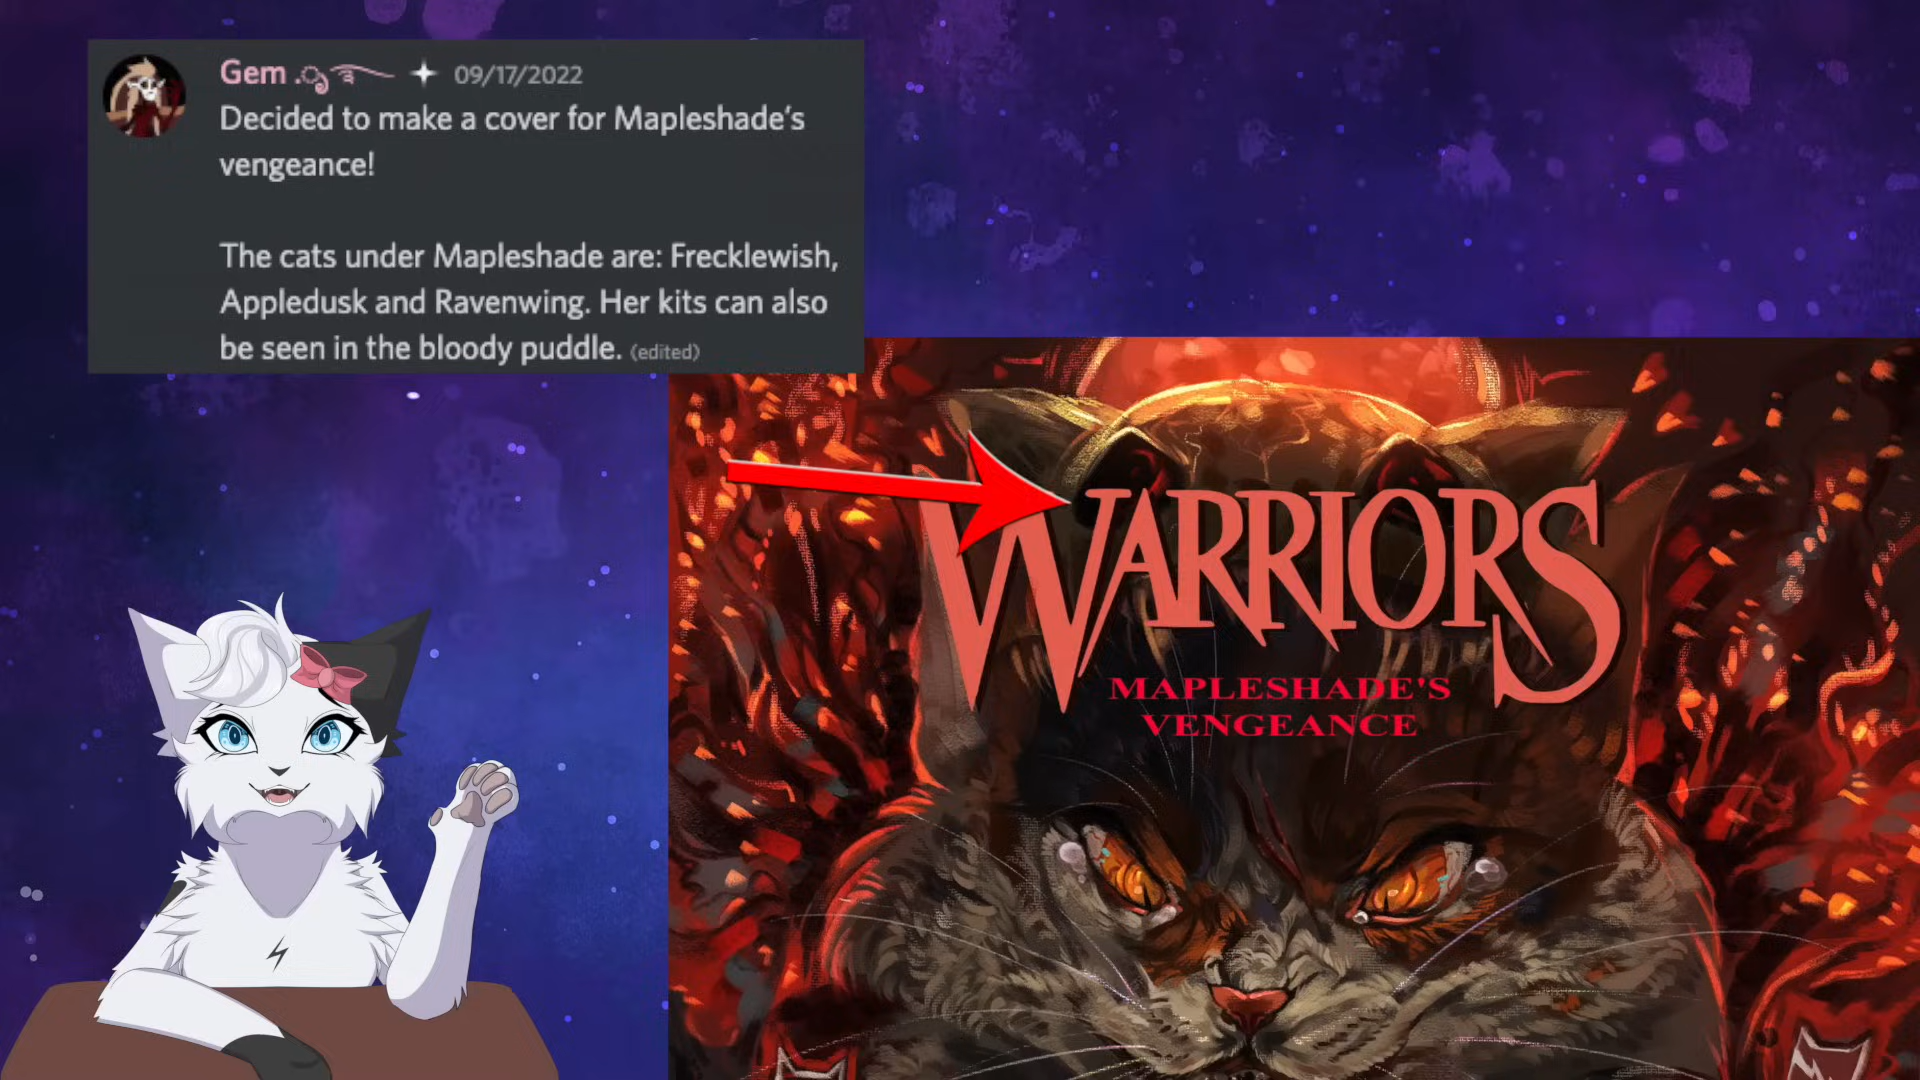 Gem 09/17/2022
Decided to make a cover for Mapleshade's
vengeance!
The cats under Mapleshade are: Frecklewish,
Appledusk and Ravenwing. Her kits can also
be seen in the bloody puddle. (edited)
WARRIORS
MAPLESHADE'S
VENGEANCE